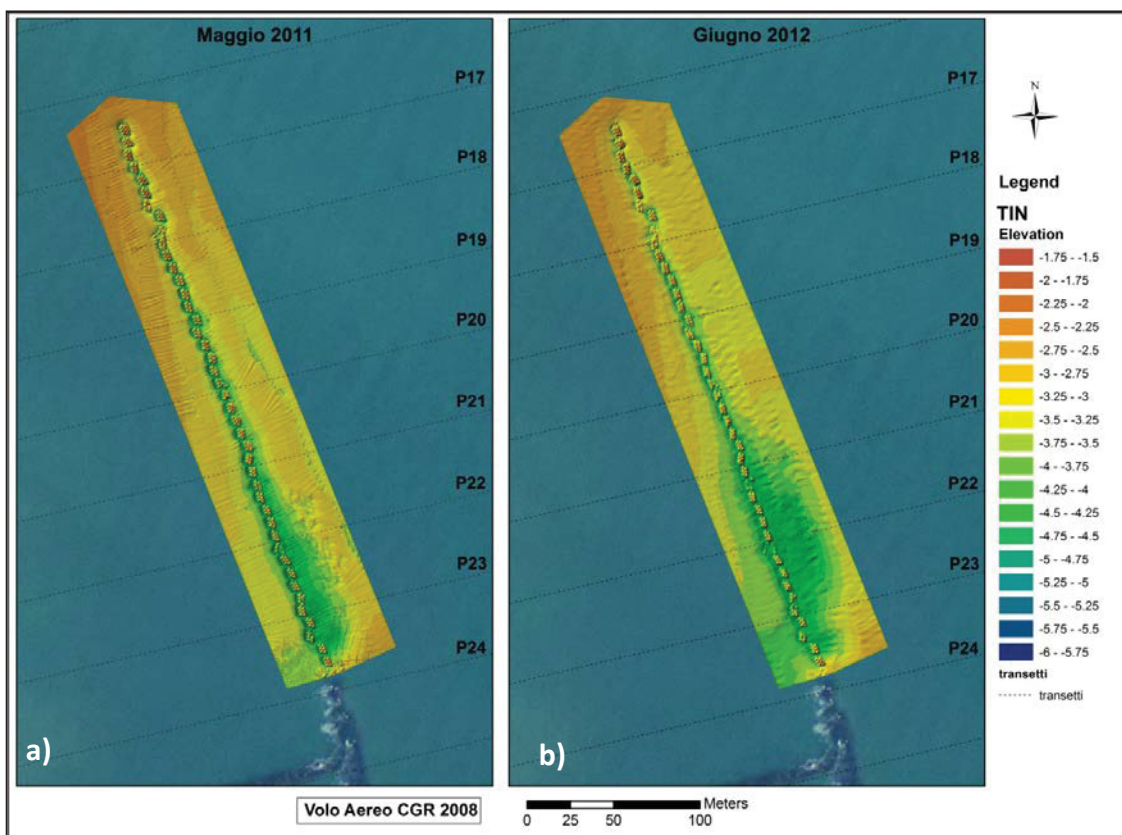 Maggio 2011
P17
P18
P19
P20
P21
P22
P23
P24
a)
Giugno 2012
P17
P18
P19
P20
P21
P22
P23
P24
b)
N
Legend
TIN
Elevation
-1.75 - -1.5
-2 - -1.75
-2.25 - -2
-2.5 - -2.25
-2.75 - -2.5
-3 - -2.75
-3.25 - -3
-3.5 - -3.25
-3.75 - -3.5
-4 - -3.75
-4.25 - -4
-4.5 - -4.25
-4.75 - -4.5
-5 - -4.75
-5.25 - -5
-5.5 - -5.25
-5.75 - -5.5
-6 - -5.75
transetti
transetti
Volo Aereo CGR 2008
Meters
0 25 50 100